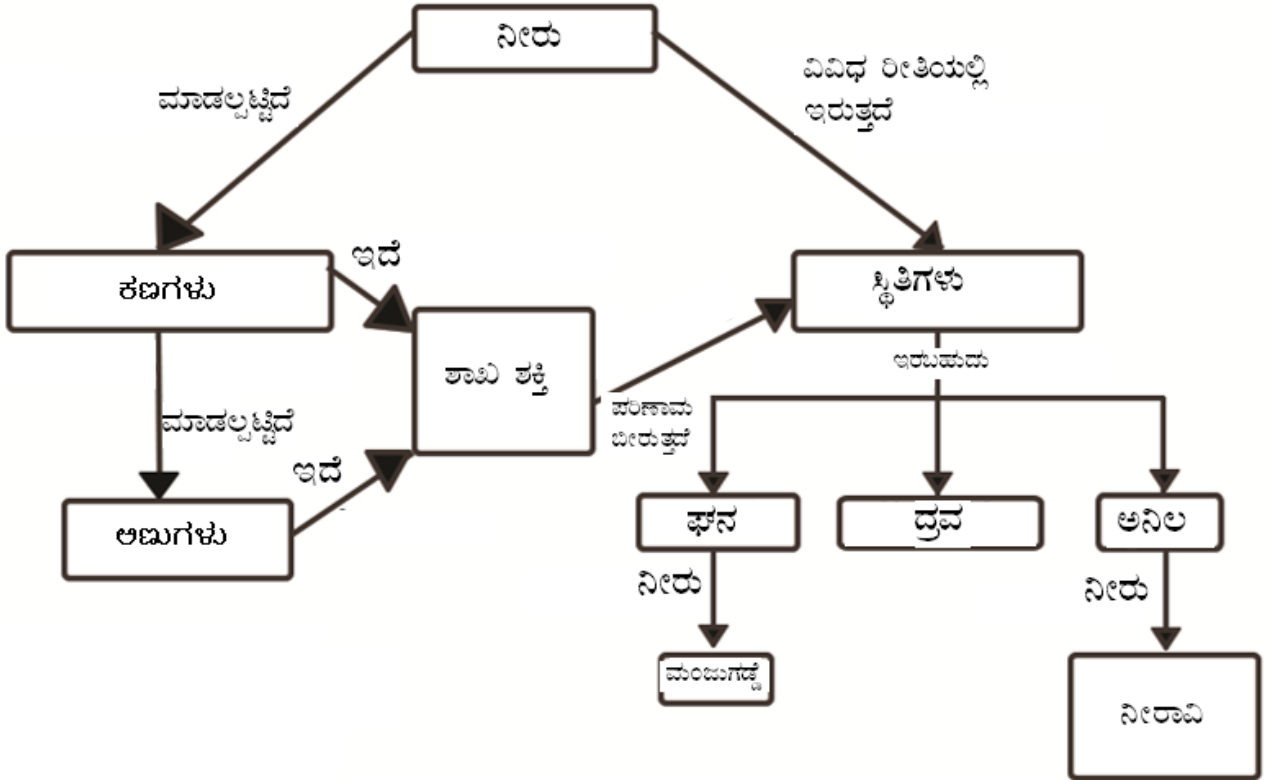 ನೀರು
ಮಾಡಲ್ಪಟ್ಟಿದೆ
ವಿವಿಧ ರೀತಿಯಲ್ಲಿ
ಇರುತ್ತದೆ
ಕಣಗಳು
ಇದೆ
ಸ್ಥಿತಿಗಳು
ಶಾಖ ಶಕ್ತಿ
ಇರಬಹುದು
ಪರಿಣಾಮ
ಬೀರುತ್ತದೆ
ಮಾಡಲ್ಪಟ್ಟಿದೆ
ಇದೆ
ಅಣುಗಳು
ಘನ
ದ್ರವ
ಅನಿಲ
ನೀರು
ನೀರು
ಮಂಜುಗಡ್ಡೆ
ನೀರಾವಿ